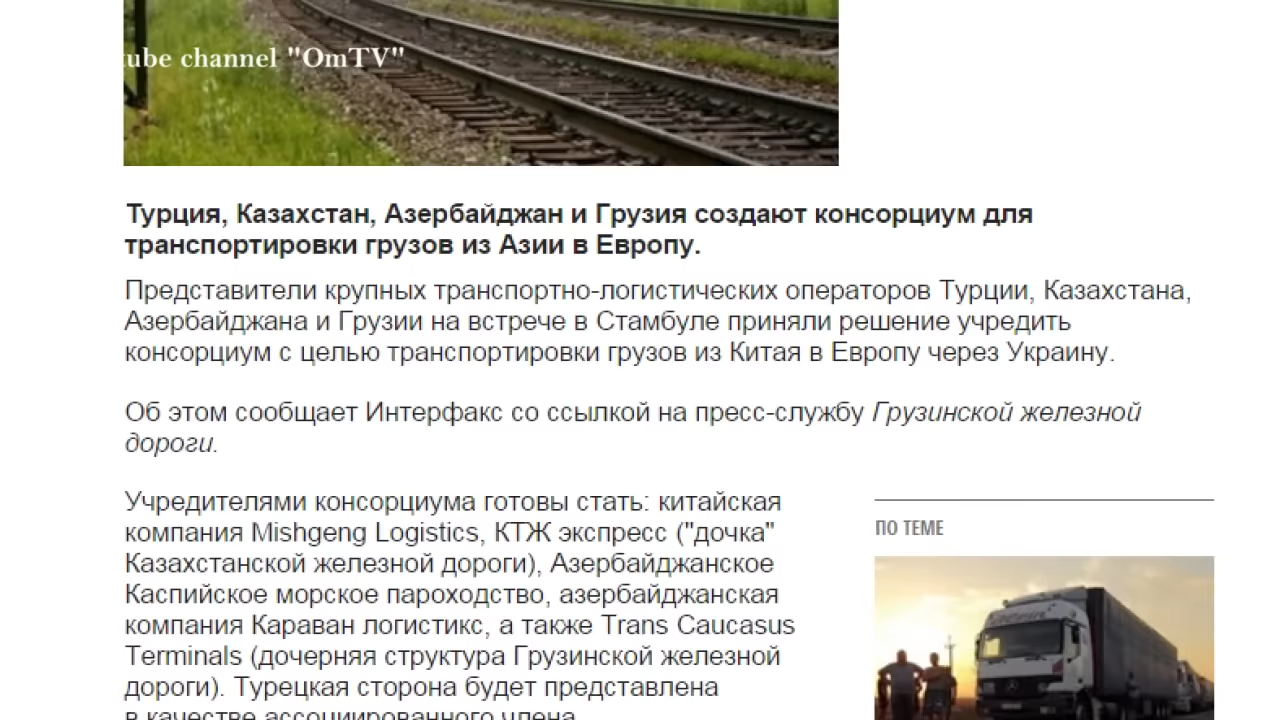 tube channel "OmTV"
Турция, Казахстан, Азербайджан и Грузия создают консорциум для
транспортировки грузов из Азии в Европу.
Представители крупных транспортно-логистических операторов Турции, Казахстана,
Азербайджана и Грузии на встрече в Стамбуле приняли решение учредить
консорциум с целью транспортировки грузов из Китая в Европу через Украину.
Об этом сообщает Интерфакс со ссылкой на пресс-службу Грузинской железной
дороги.
Учредителями консорциума готовы стать: китайская
компания Mishgeng Logistics, КТЖ экспресс ("дочка"
Казахстанской железной дороги), Азербайджанское
Каспийское морское пароходство, азербайджанская
компания Караван логистикс, а также Trans Caucasus
Terminals (дочерняя структура Грузинской железной
дороги). Турецкая сторона будет представлена
в качестве ассоциированного члена.
ПО ТЕМЕ